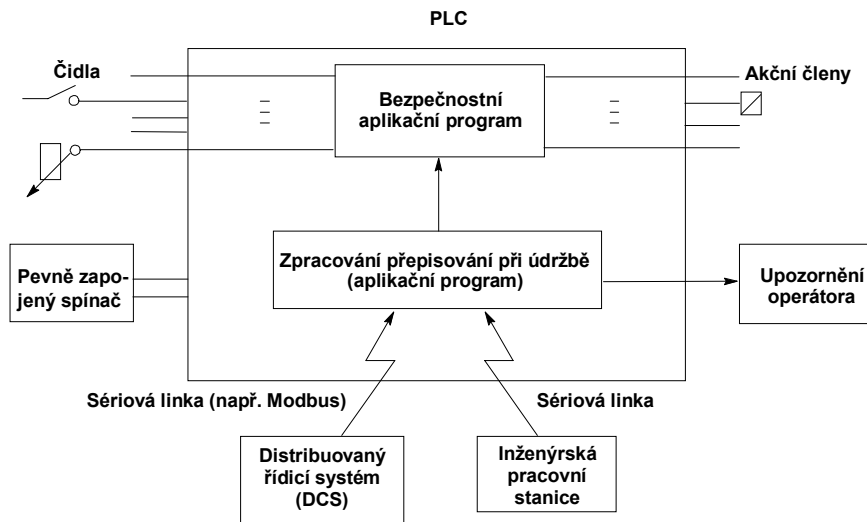 PLC
Čidla
Akční členy
Bezpečnostní
aplikační program
Zpracování přepisování při údržbě
(aplikační program)
Pevně zapo-
jený spínač
Upozornění
operátora
Sériová linka (např. Modbus)
Sériová linka
Distribuovaný
řídicí systém
(DCS)
Inženýrská
pracovní
stanice